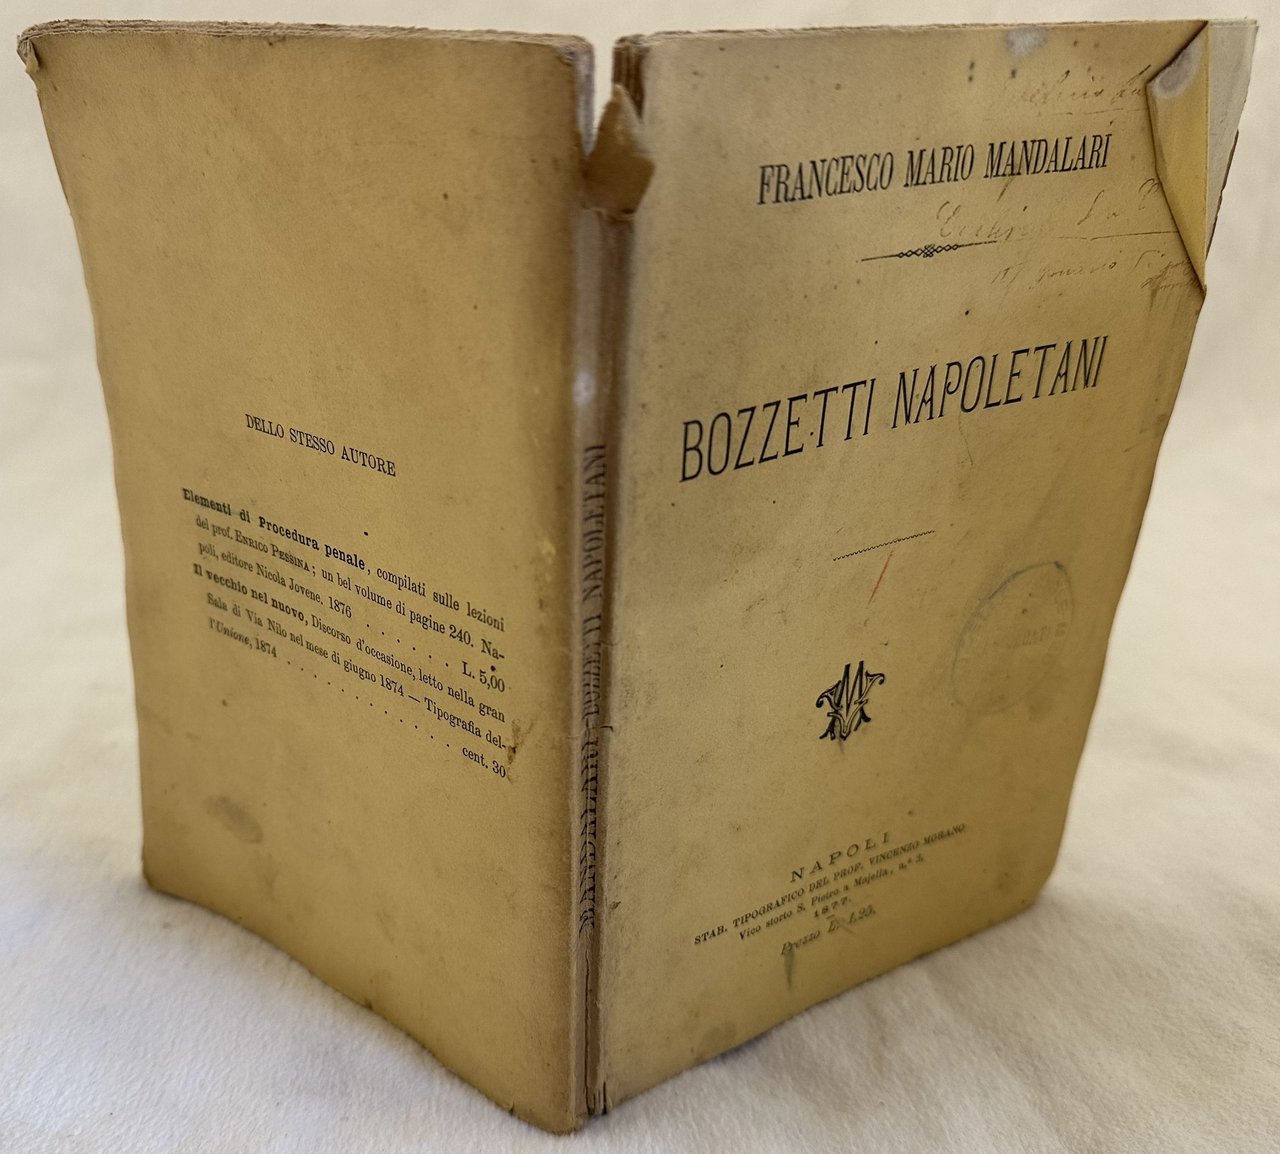 DELLO STESSO AUTORE
Elementi di Procedura penale, compilati sulle lezioni
del prof. ENRICO PESSINA; un bel volume di pagine 240. Na-
poli, editore Nicola Jovene. 1876 . . . . . . L. 5,00
Il vecchio nel nuovo, Discorso d'occasione, letto nella gran
Sala di Via Nilo nel mese di giugno 1874 — Tipografia del-
l'Unione, 1874 . . . . . . . . . . cent. 30
MANDALARI-BOZZETTI NAPOLETANI
FRANCESCO MARIO MANDALARI
BOZZETTI NAPOLETANI
NAPOLI
STAB. TIPOGRAFICO DEL PROF. VINCENZO MORANO
Vico storto S. Pietro a Majella, n.° 3.
1877.
Prezzo L. 1.25.